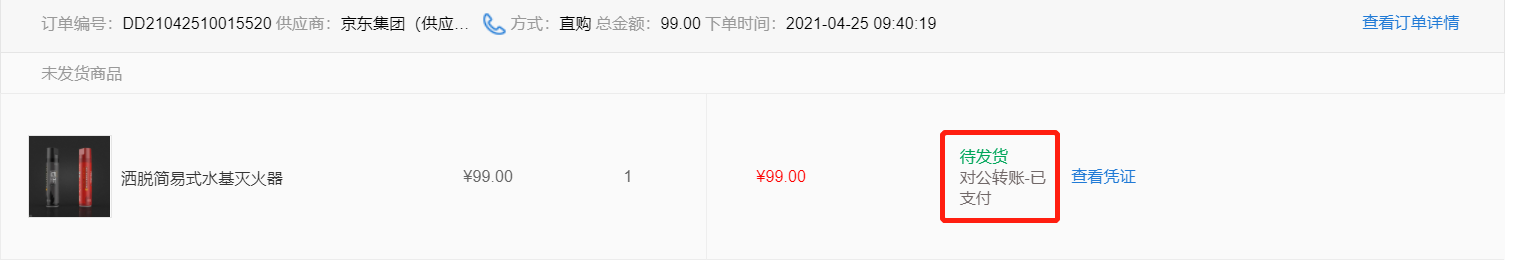 订单编号：DD21042510015520 供应商：京东集团（供应... 方式：直购 总金额：99.00 下单时间：2021-04-25 09:40:19 查看订单详情
未发货商品
洒脱简易式水基灭火器 ¥99.00 1 ¥99.00
待发货
对公转账-已
支付
查看凭证